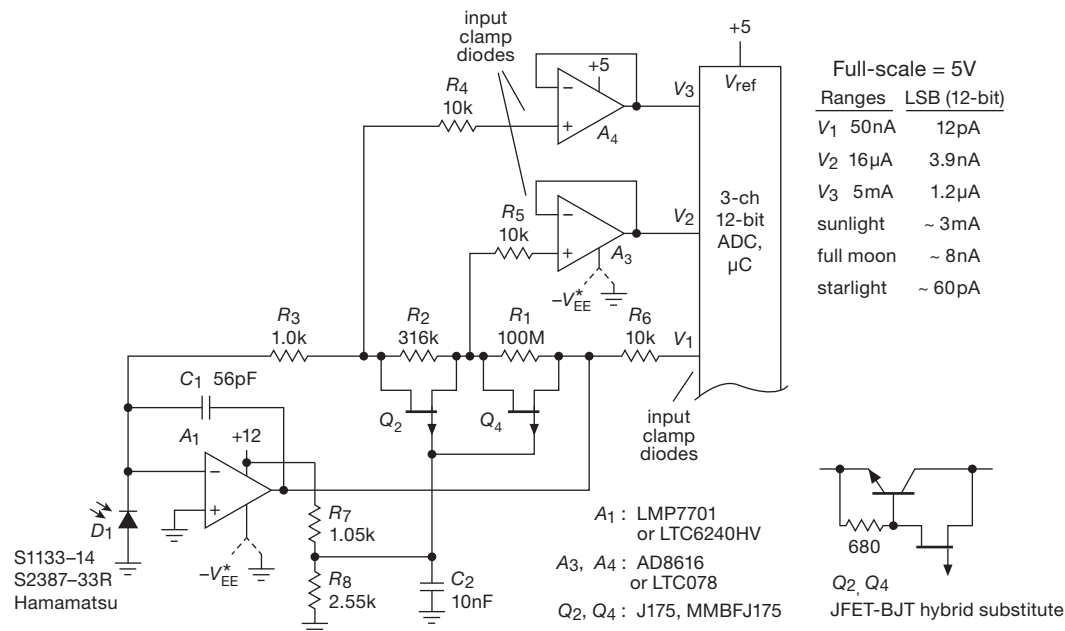 input
clamp
diodes
+5
+5
R4
10k
−
+
A4
V3
Vref
Full-scale = 5V
Ranges LSB (12-bit)
V1 50nA 12pA
V2 16µA 3.9nA
V3 5mA 1.2µA
sunlight ~ 3mA
full moon ~ 8nA
starlight ~ 60pA
3-ch
12-bit
ADC,
µC
R5
10k
−
+
A3
V2
−VEE*
R3
1.0k
R2
316k
R1
100M
R6
10k
V1
Q2
Q4
input
clamp
diodes
C1 56pF
A1
+12
−
+
D1
−VEE*
R7
1.05k
R8
2.55k
C2
10nF
S1133–14
S2387–33R
Hamamatsu
A1 : LMP7701
or LTC6240HV
A3, A4 : AD8616
or LTC078
Q2, Q4 : J175, MMBFJ175
680
Q2, Q4
JFET-BJT hybrid substitute